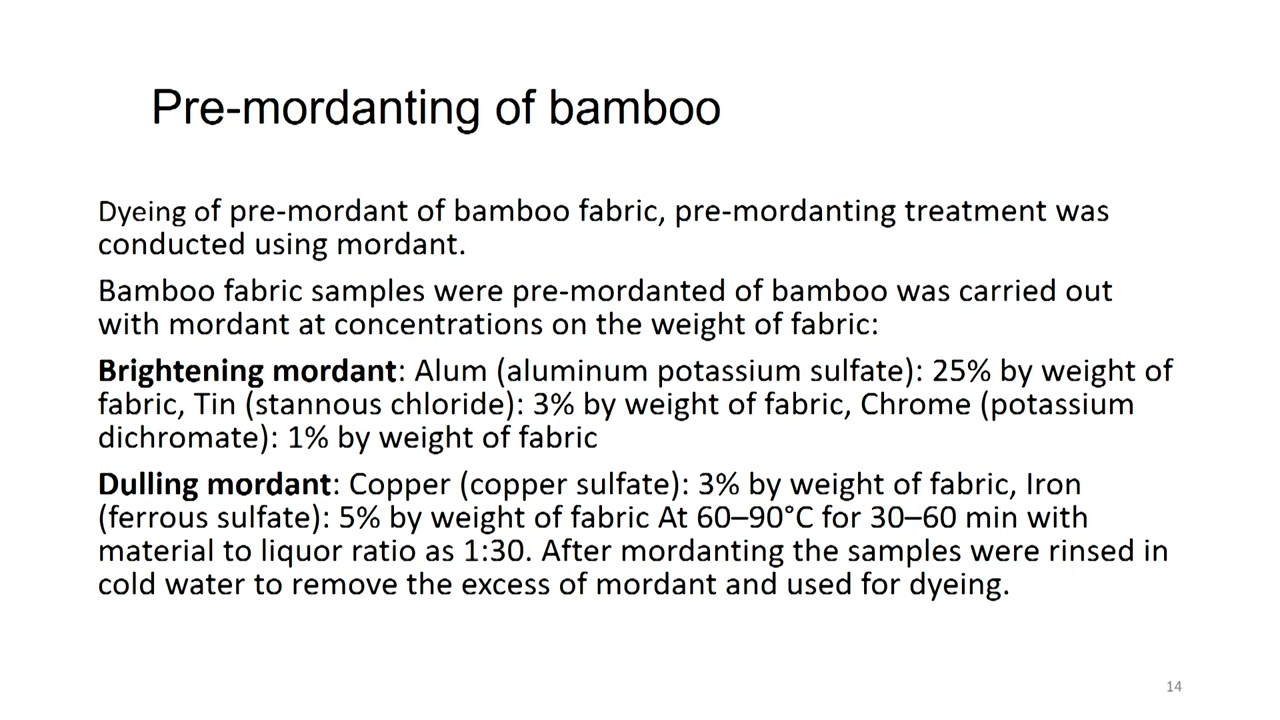 Pre-mordanting of bamboo
Dyeing of pre-mordant of bamboo fabric, pre-mordanting treatment was
conducted using mordant.
Bamboo fabric samples were pre-mordanted of bamboo was carried out
with mordant at concentrations on the weight of fabric:
Brightening mordant: Alum (aluminum potassium sulfate): 25% by weight of
fabric, Tin (stannous chloride): 3% by weight of fabric, Chrome (potassium
dichromate): 1% by weight of fabric
Dulling mordant: Copper (copper sulfate): 3% by weight of fabric, Iron
(ferrous sulfate): 5% by weight of fabric At 60–90°C for 30–60 min with
material to liquor ratio as 1:30. After mordanting the samples were rinsed in
cold water to remove the excess of mordant and used for dyeing.
14